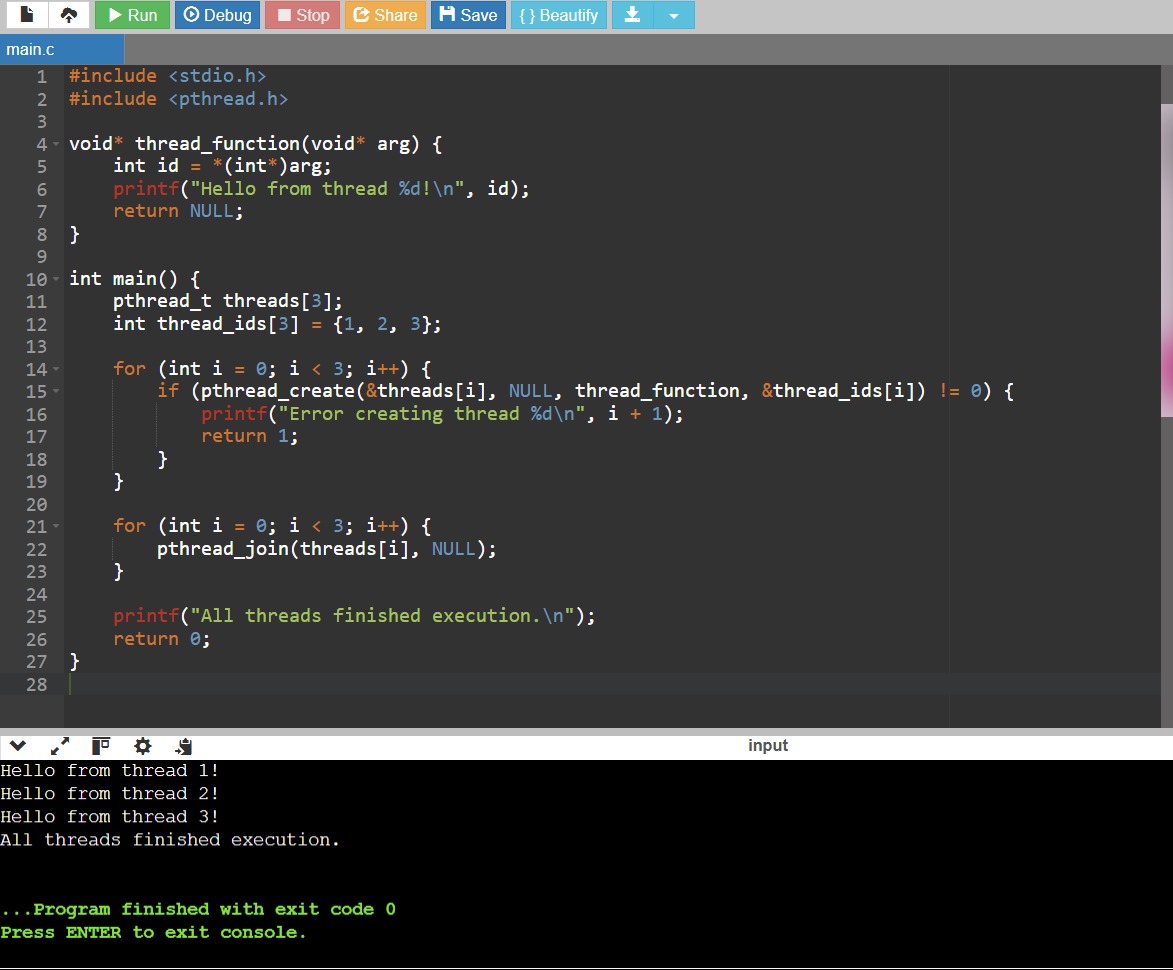 Run Debug Stop Share Save { } Beautify
main.c
1 #include <stdio.h>
2 #include <pthread.h>
3
4 void* thread_function(void* arg) {
5     int id = *(int*)arg;
6     printf("Hello from thread %d!\n", id);
7     return NULL;
8 }
9
10 int main() {
11     pthread_t threads[3];
12     int thread_ids[3] = {1, 2, 3};
13
14     for (int i = 0; i < 3; i++) {
15         if (pthread_create(&threads[i], NULL, thread_function, &thread_ids[i]) != 0) {
16             printf("Error creating thread %d\n", i + 1);
17             return 1;
18         }
19     }
20
21     for (int i = 0; i < 3; i++) {
22         pthread_join(threads[i], NULL);
23     }
24
25     printf("All threads finished execution.\n");
26     return 0;
27 }
28
input
Hello from thread 1!
Hello from thread 2!
Hello from thread 3!
All threads finished execution.
...Program finished with exit code 0
Press ENTER to exit console.